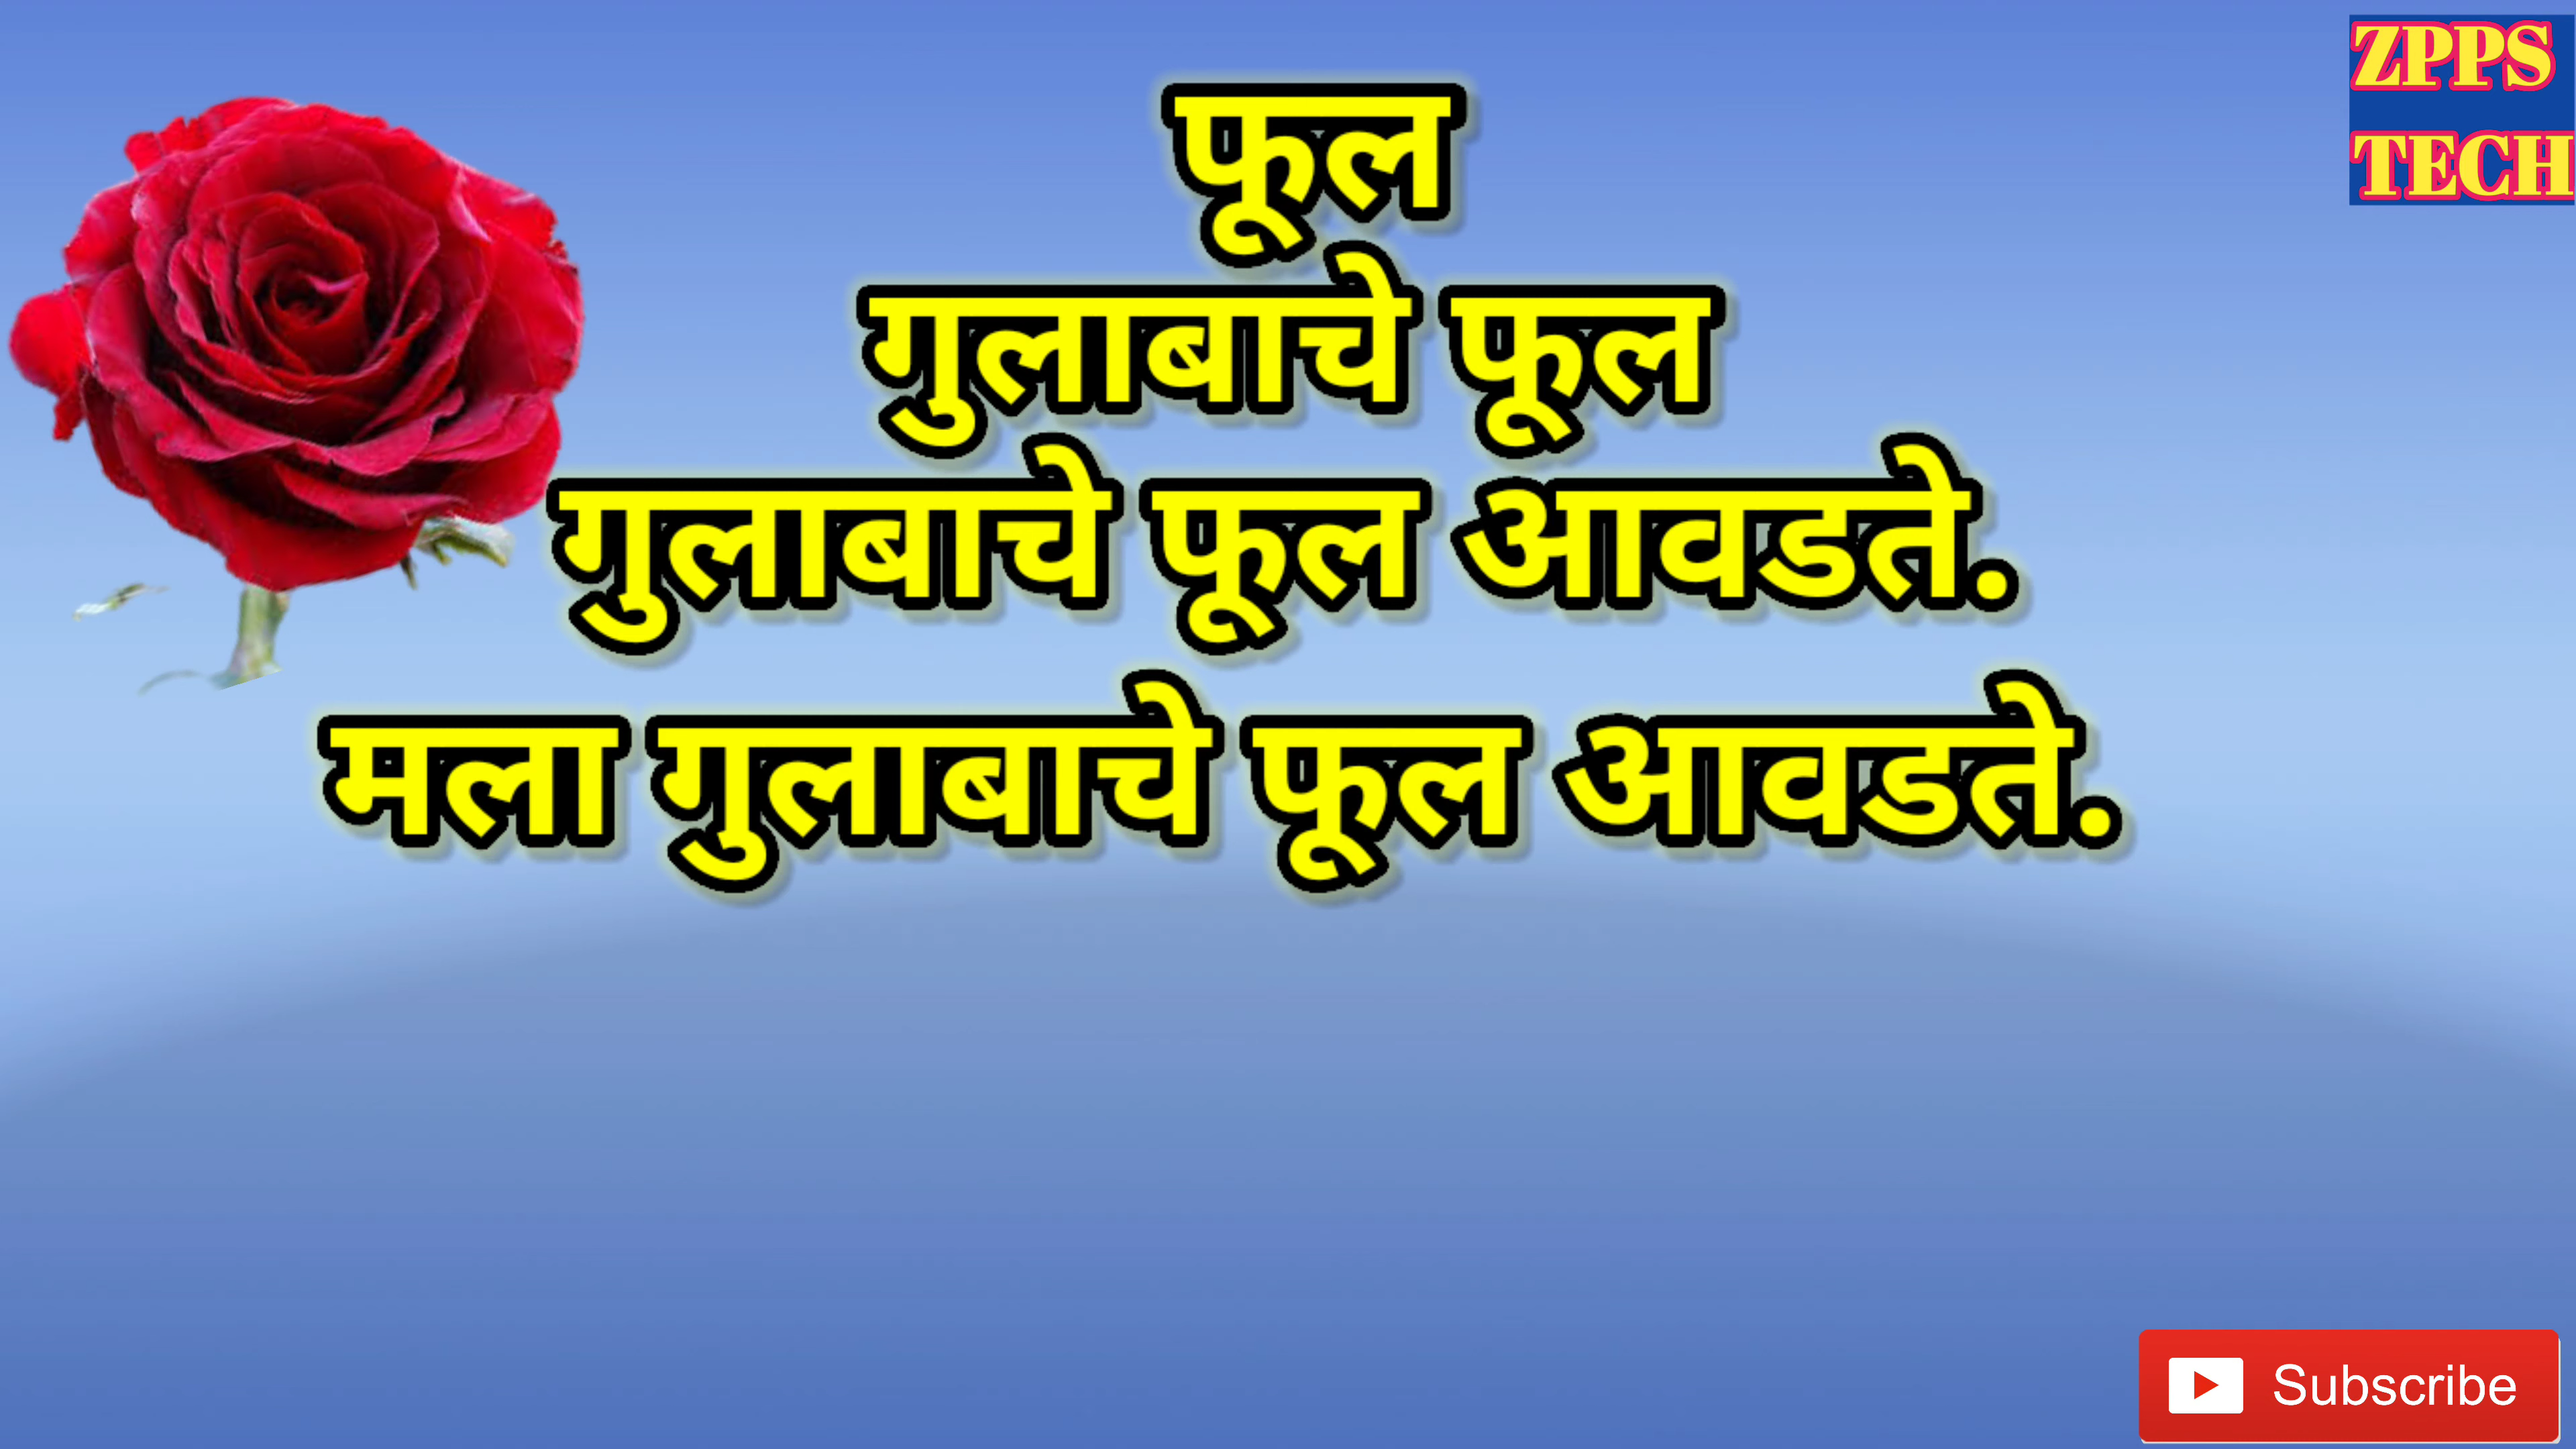 फूल
गुलाबाचे फूल
गुलाबाचे फूल आवडते.
मला गुलाबाचे फूल आवडते.
ZPPS
TECH
Subscribe